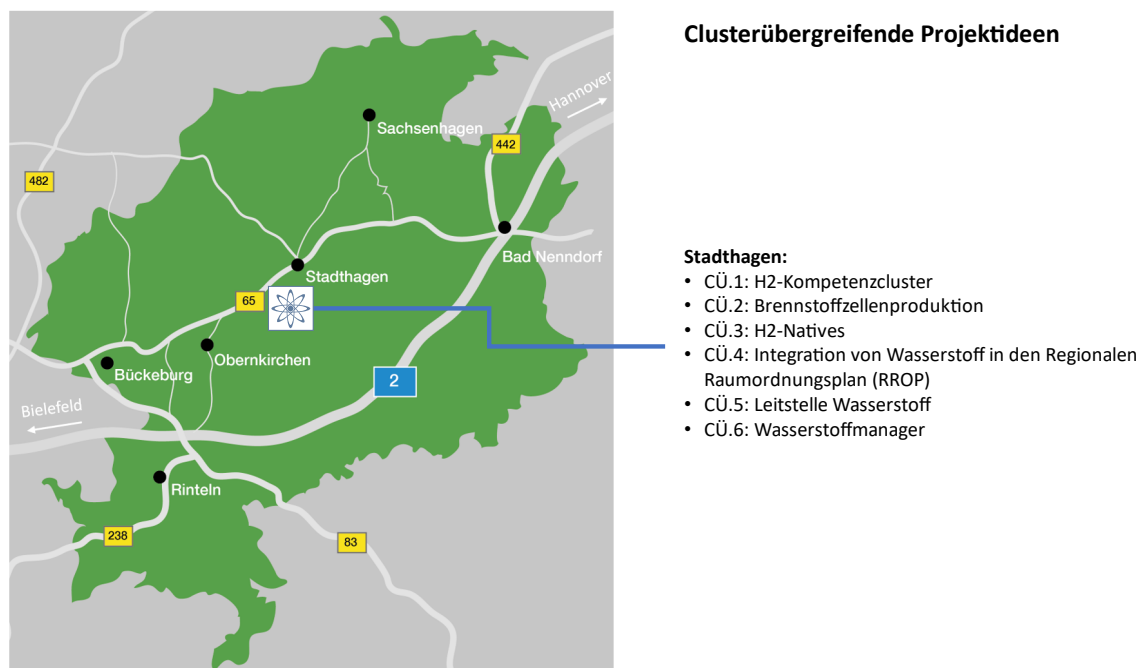 Clusterübergreifende Projektideen
Hannover
Sachsenhagen
442
482
Bad Nenndorf
Stadthagen
65
Obernkirchen
Bückeburg
2
Bielefeld
Rinteln
238
83
Stadthagen:
• CÜ.1: H2-Kompetenzcluster
• CÜ.2: Brennstoffzellenproduktion
• CÜ.3: H2-Natives
• CÜ.4: Integration von Wasserstoff in den Regionalen
Raumordnungsplan (RROP)
• CÜ.5: Leitstelle Wasserstoff
• CÜ.6: Wasserstoffmanager